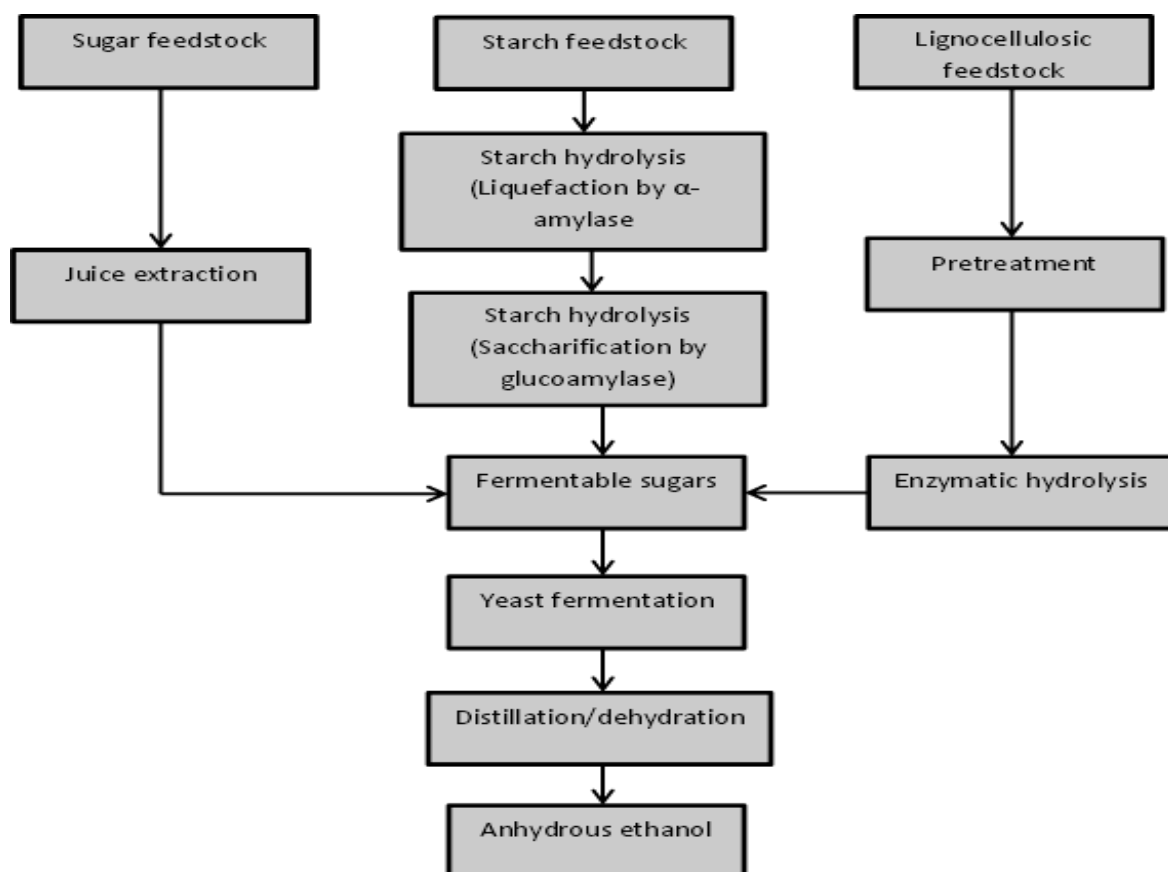 Sugar feedstock
Starch feedstock
Lignocellulosic
feedstock
Starch hydrolysis
(Liquefaction by α-
amylase
Juice extraction
Pretreatment
Starch hydrolysis
(Saccharification by
glucoamylase)
Fermentable sugars
Enzymatic hydrolysis
Yeast fermentation
Distillation/dehydration
Anhydrous ethanol